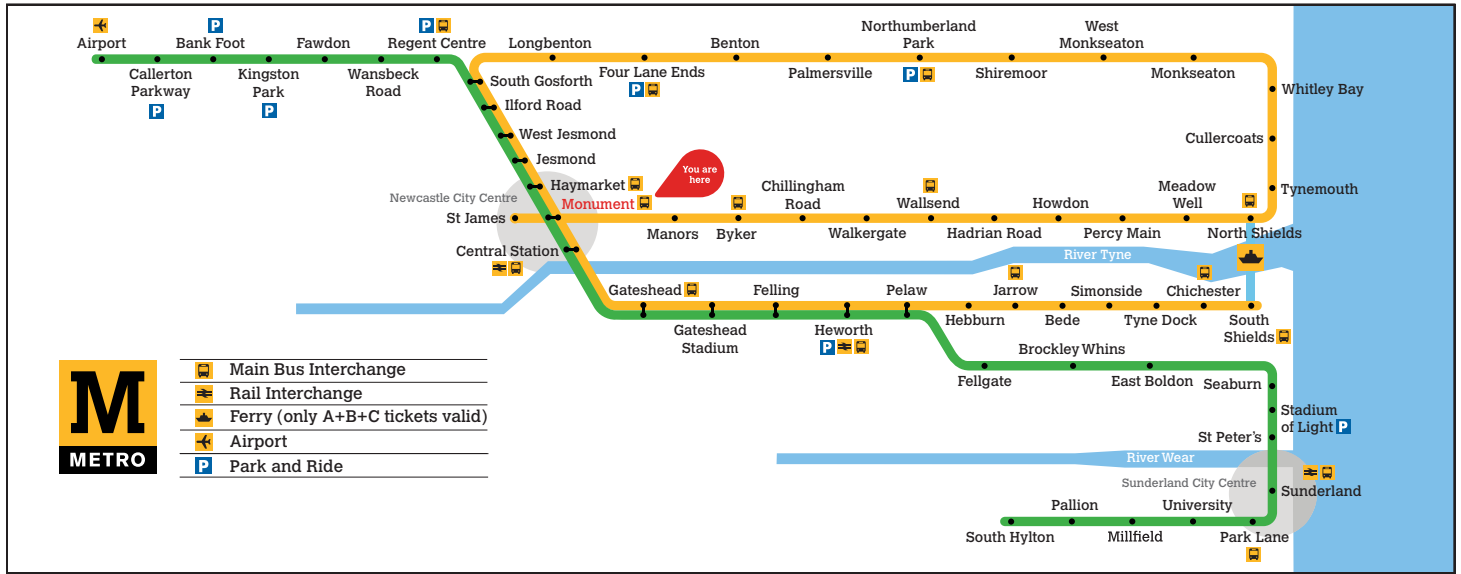 Airport
Callerton
Parkway
P
Bank Foot
P
Kingston
Park
P
Fawdon
Wansbeck
Road
P
Regent Centre
Longbenton
Four Lane Ends
P
Benton
Palmersville
Northumberland
Park
P
Shiremoor
West
Monkseaton
Monkseaton
South Gosforth
Ilford Road
West Jesmond
Jesmond
Haymarket
Monument
You are
here
Newcastle City Centre
St James
Central Station
Manors
Byker
Chillingham
Road
Walkergate
Wallsend
Hadrian Road
Howdon
Percy Main
Meadow
Well
North Shields
Whitley Bay
Cullercoats
Tynemouth
River Tyne
Gateshead
Gateshead
Stadium
Felling
Heworth
P
Pelaw
Hebburn
Jarrow
Bede
Simonside
Tyne Dock
Chichester
South
Shields
Fellgate
Brockley Whins
East Boldon
Seaburn
Stadium
of Light P
St Peter's
River Wear
Sunderland City Centre
Sunderland
Park Lane
University
Millfield
Pallion
South Hylton
M
METRO
Main Bus Interchange
Rail Interchange
Ferry (only A+B+C tickets valid)
Airport
P Park and Ride